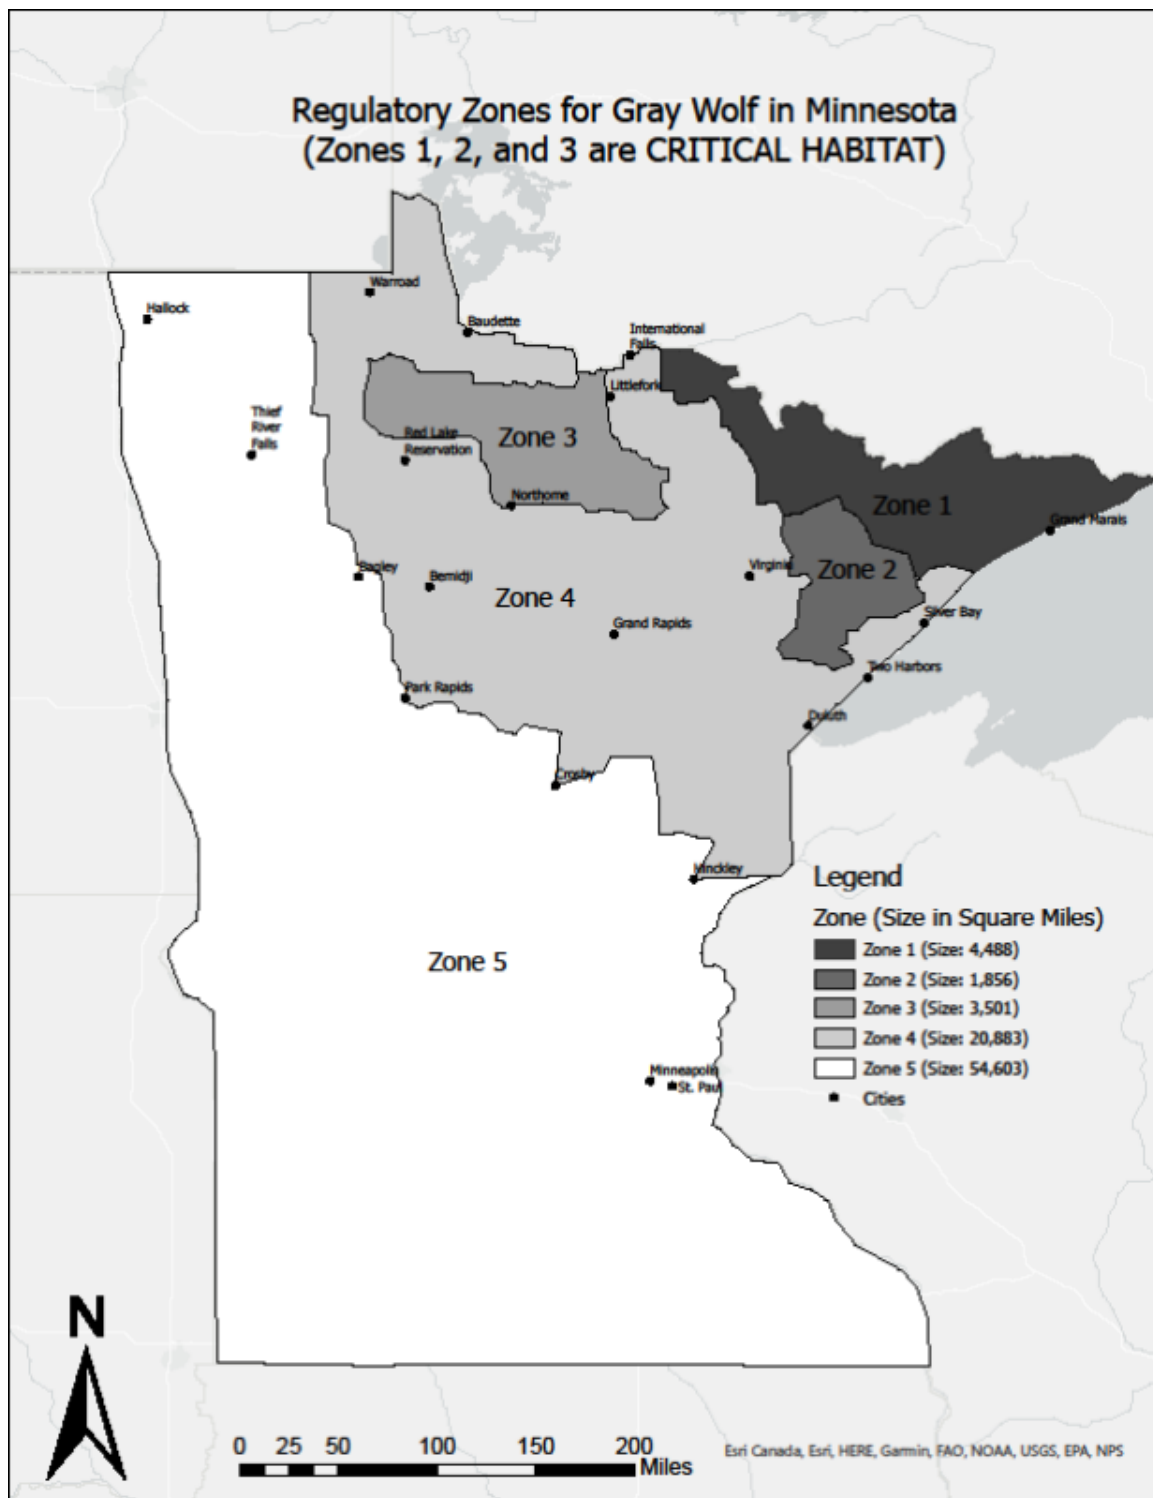 Regulatory Zones for Gray Wolf in Minnesota
(Zones 1, 2, and 3 are CRITICAL HABITAT)
Warroad
Hallock
Baudette
International
Falls
Littlefork
Thief
River
Falls
Red Lake
Reservation
Zone 3
Northome
Zone 1
Grand Marais
Bagley
Bemidji
Virginia
Zone 2
Zone 4
Grand Rapids
Silver Bay
Two Harbors
Park Rapids
Duluth
Crosby
Hinckley
Zone 5
Minneapolis
St. Paul
Legend
Zone (Size in Square Miles)
Zone 1 (Size: 4,488)
Zone 2 (Size: 1,856)
Zone 3 (Size: 3,501)
Zone 4 (Size: 20,883)
Zone 5 (Size: 54,603)
Cities
N
0 25 50 100 150 200
Miles
Esri Canada, Esri, HERE, Garmin, FAO, NOAA, USGS, EPA, NPS